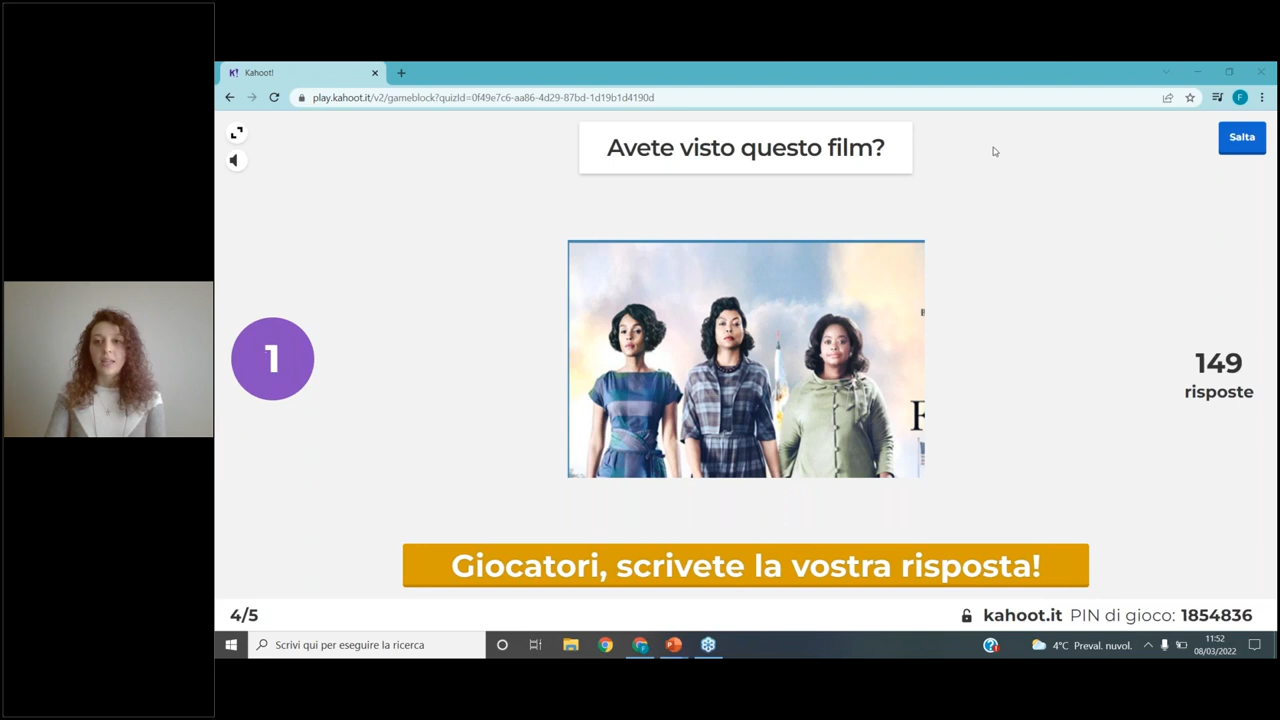 Kahoot!
play.kahoot.it/v2/gameblock?quizId=0f49e7c6-aa86-4d29-87bd-1d19b1d4190d
F
Avete visto questo film?
Salta
1
149
risposte
F
Giocatori, scrivete la vostra risposta!
4/5
kahoot.it PIN di gioco: 1854836
Scrivi qui per eseguire la ricerca
4°C Preval. nuvol.
11:52
08/03/2022